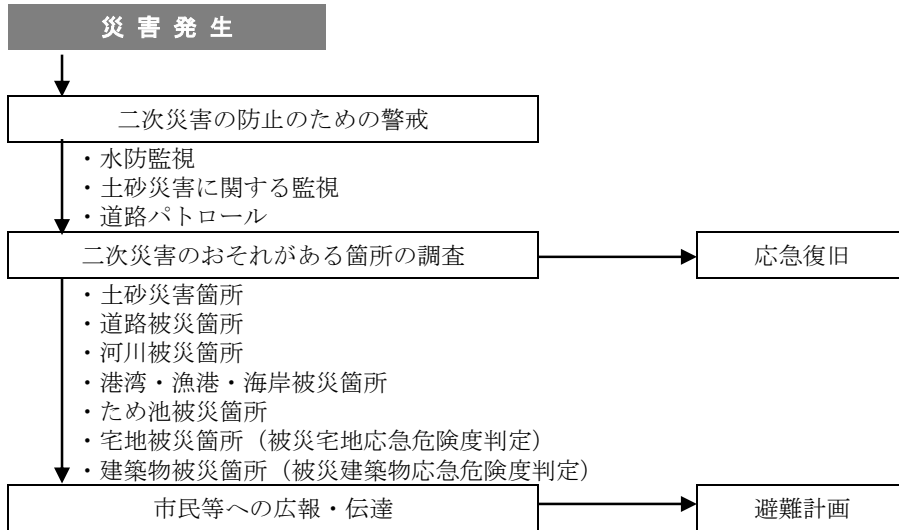 災害発生
二次災害の防止のための警戒
・水防監視
・土砂災害に関する監視
・道路パトロール
二次災害のおそれがある箇所の調査
応急復旧
・土砂災害箇所
・道路被災箇所
・河川被災箇所
・港湾・漁港・海岸被災箇所
・ため池被災箇所
・宅地被災箇所（被災宅地応急危険度判定）
・建築物被災箇所（被災建築物応急危険度判定）
市民等への広報・伝達
避難計画